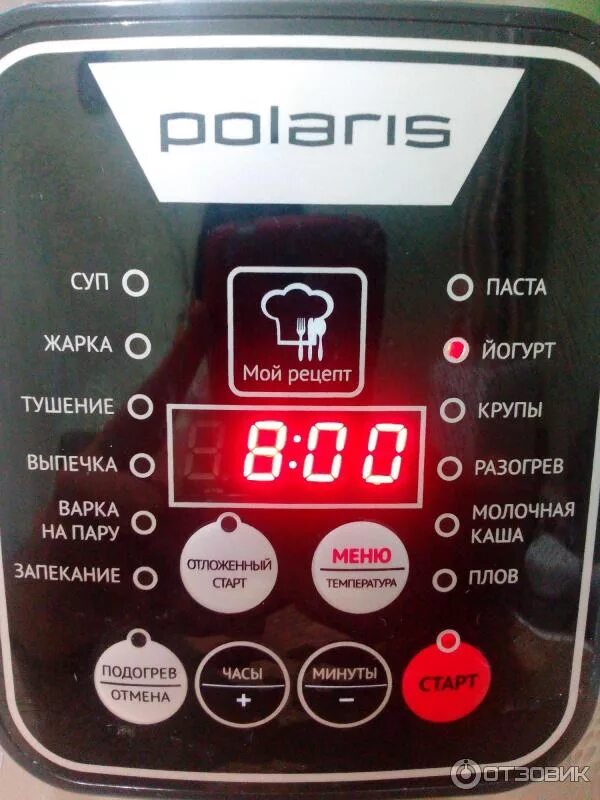 polaris
СУП
ЖАРКА
ТУШЕНИЕ
ВЫПЕЧКА
ВАРКА
НА ПАРУ
ЗАПЕКАНИЕ
Мой рецепт
8:00
ПАСТА
ЙОГУРТ
КРУПЫ
РАЗОГРЕВ
МОЛОЧНАЯ
КАША
ПЛОВ
ОТЛОЖЕННЫЙ
СТАРТ
МЕНЮ
ТЕМПЕРАТУРА
ПОДОГРЕВ
ОТМЕНА
ЧАСЫ
+
МИНУТЫ
−
СТАРТ
ОТЗОВИК